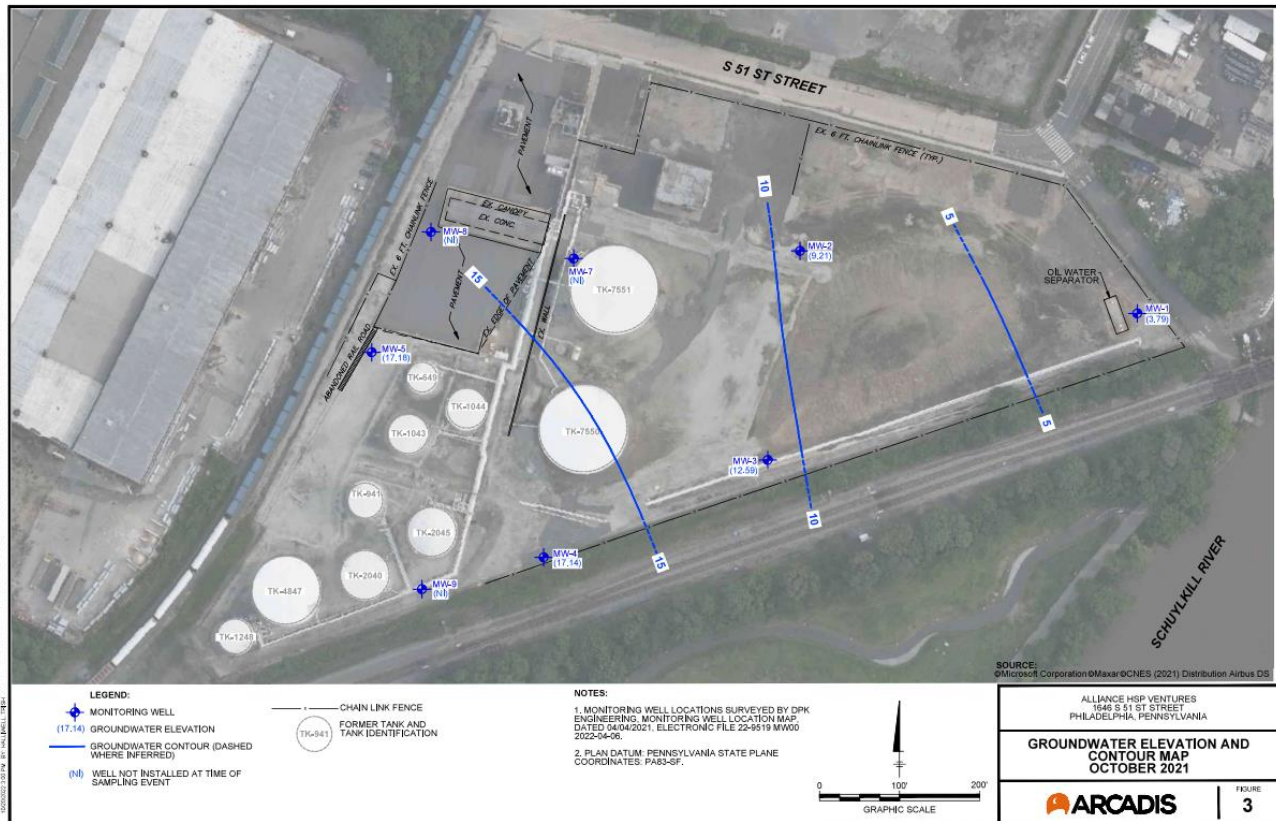 S 51 ST STREET
EX. 6 FT. CHAINLINK FENCE (TYP.)
PAVEMENT
EX. 6 FT. CHAINLINK FENCE
EX. CANOPY
EX. CONC.
MW-8
(NI)
MW-7
(NI)
TK-7551
10
MW-2
(9.21)
5
OIL WATER
SEPARATOR
MW-1
(3.79)
15
PAVEMENT
EX. EDGE OF PAVEMENT
EX. WALL
ABANDONED RAIL ROAD
MW-5
(17.18)
TK-649
TK-1044
TK-1043
TK-7550
5
MW-3
(12.59)
TK-941
TK-2045
10
MW-4
(17.14)
15
TK-2040
TK-4847
MW-9
(NI)
TK-1248
SCHUYLKILL RIVER
SOURCE:
©Microsoft Corporation©Maxar©CNES (2021) Distribution Airbus DS
LEGEND:
MONITORING WELL
(17.14) GROUNDWATER ELEVATION
GROUNDWATER CONTOUR (DASHED
WHERE INFERRED)
(NI) WELL NOT INSTALLED AT TIME OF
SAMPLING EVENT
CHAIN LINK FENCE
TK-941
FORMER TANK AND
TANK IDENTIFICATION
NOTES:
1. MONITORING WELL LOCATIONS SURVEYED BY DPK
ENGINEERING, MONITORING WELL LOCATION MAP,
DATED 04/04/2021, ELECTRONIC FILE 22-9519 MW00
2022-04-06.
2. PLAN DATUM: PENNSYLVANIA STATE PLANE
COORDINATES: PA83-SF.
0 100' 200'
GRAPHIC SCALE
ALLIANCE HSP VENTURES
1646 S 51 ST STREET
PHILADELPHIA, PENNSYLVANIA
GROUNDWATER ELEVATION AND
CONTOUR MAP
OCTOBER 2021
ARCADIS
FIGURE
3